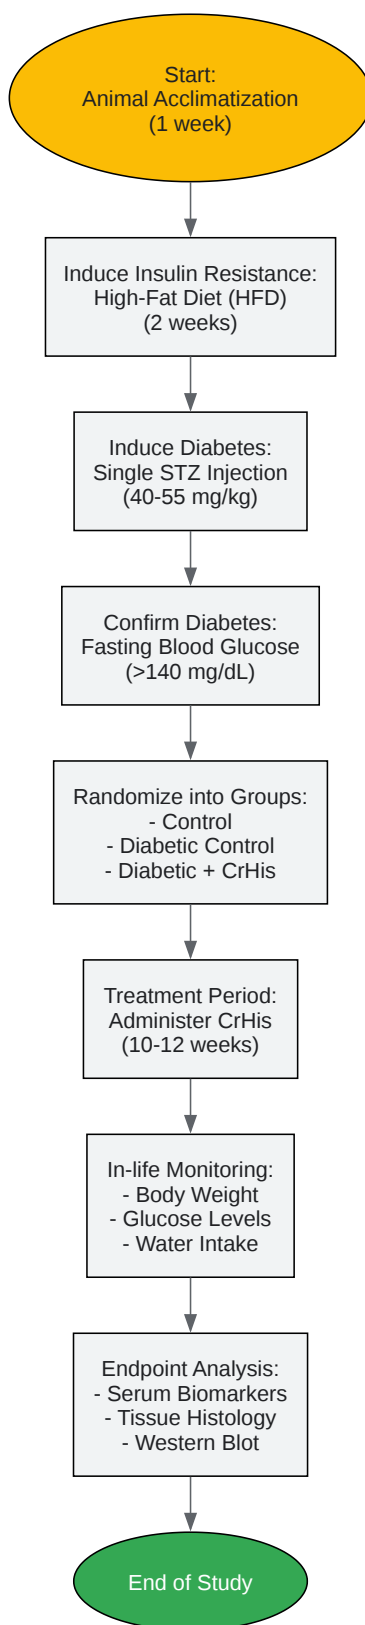 Start:
Animal Acclimatization
(1 week)
Induce Insulin Resistance:
High-Fat Diet (HFD)
(2 weeks)
Induce Diabetes:
Single STZ Injection
(40-55 mg/kg)
Confirm Diabetes:
Fasting Blood Glucose
(>140 mg/dL)
Randomize into Groups:
- Control
- Diabetic Control
- Diabetic + CrHis
Treatment Period:
Administer CrHis
(10-12 weeks)
In-life Monitoring:
- Body Weight
- Glucose Levels
- Water Intake
Endpoint Analysis:
- Serum Biomarkers
- Tissue Histology
- Western Blot
End of Study